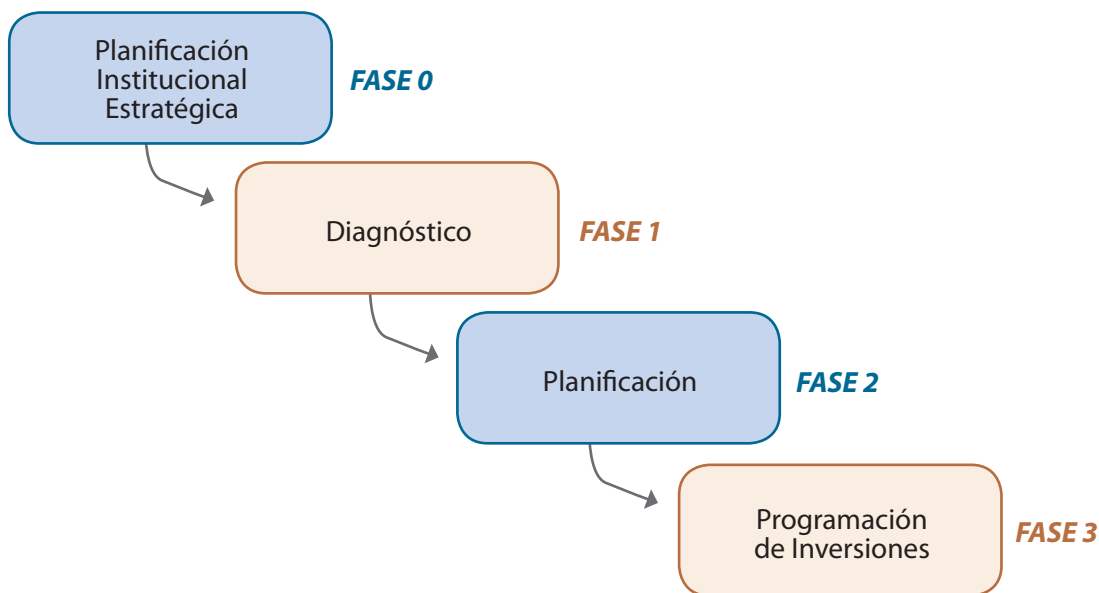 Planificación
Institucional
Estratégica
FASE 0
Diagnóstico
FASE 1
Planificación
FASE 2
Programación
de Inversiones
FASE 3